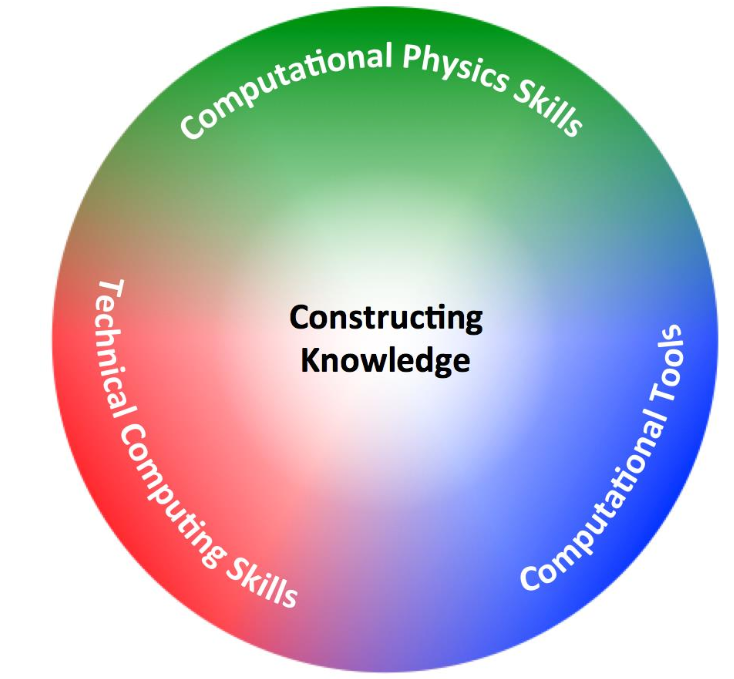 Computational Physics Skills
Constructing
Knowledge
Technical Computing Skills
Computational Tools